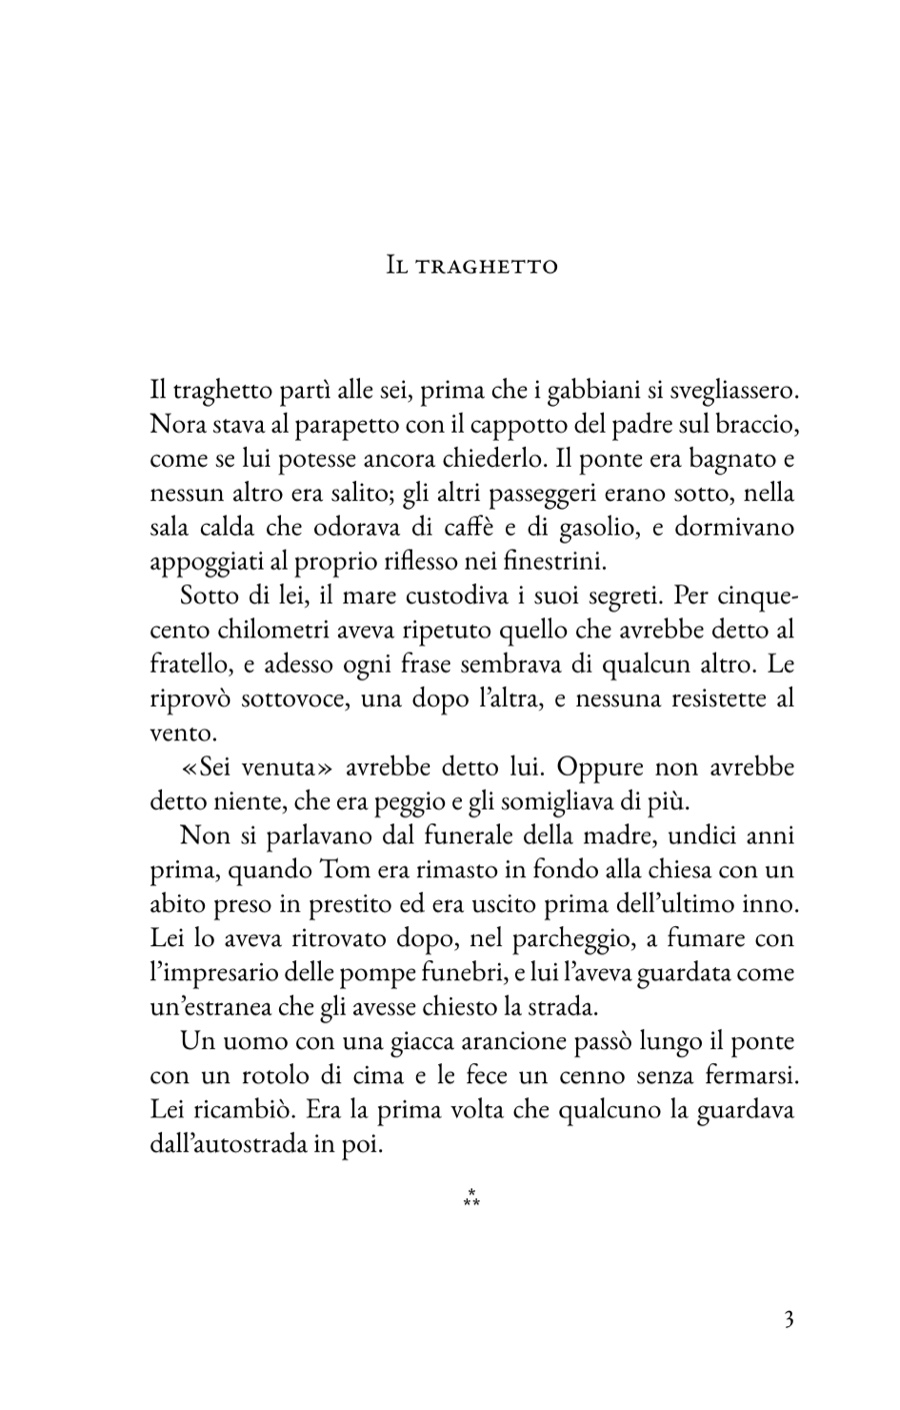 Il traghetto
Il traghetto partì alle sei, prima che i gabbiani si svegliassero.
Nora stava al parapetto con il cappotto del padre sul braccio,
come se lui potesse ancora chiederlo. Il ponte era bagnato e
nessun altro era salito; gli altri passeggeri erano sotto, nella
sala calda che odorava di caffè e di gasolio, e dormivano
appoggiati al proprio riflesso nei finestrini.
Sotto di lei, il mare custodiva i suoi segreti. Per cinque-
cento chilometri aveva ripetuto quello che avrebbe detto al
fratello, e adesso ogni frase sembrava di qualcun altro. Le
riprovò sottovoce, una dopo l’altra, e nessuna resistette al
vento.
«Sei venuta» avrebbe detto lui. Oppure non avrebbe
detto niente, che era peggio e gli somigliava di più.
Non si parlavano dal funerale della madre, undici anni
prima, quando Tom era rimasto in fondo alla chiesa con un
abito preso in prestito ed era uscito prima dell’ultimo inno.
Lei lo aveva ritrovato dopo, nel parcheggio, a fumare con
l’impresario delle pompe funebri, e lui l’aveva guardata come
un’estranea che gli avesse chiesto la strada.
Un uomo con una giacca arancione passò lungo il ponte
con un rotolo di cima e le fece un cenno senza fermarsi.
Lei ricambiò. Era la prima volta che qualcuno la guardava
dall’autostrada in poi.
⁂
3